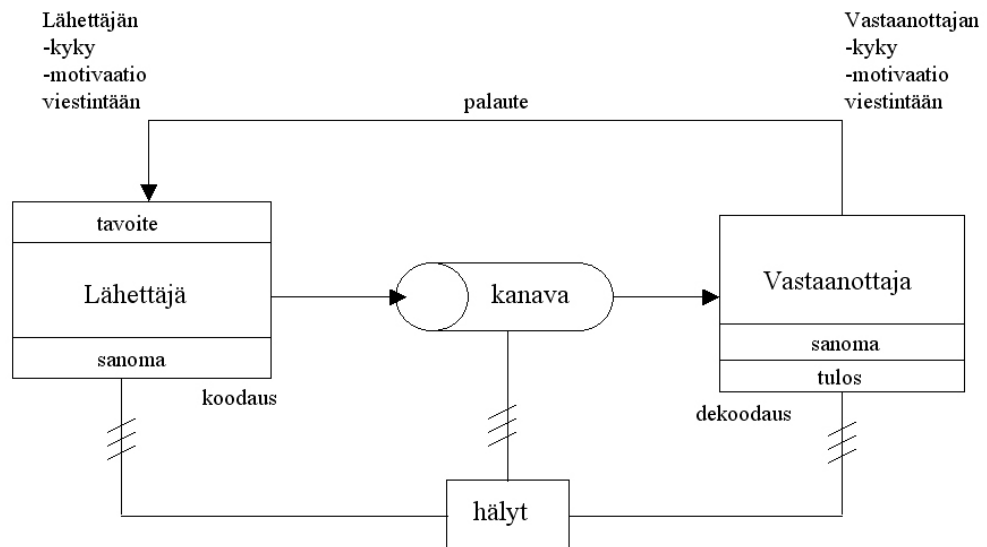 Lähettäjän
-kyky
-motivaatio
viestintään
Vastaanottajan
-kyky
-motivaatio
viestintään
palaute
tavoite
Lähettäjä
sanoma
koodaus
kanava
Vastaanottaja
sanoma
tulos
dekoodaus
hälyt